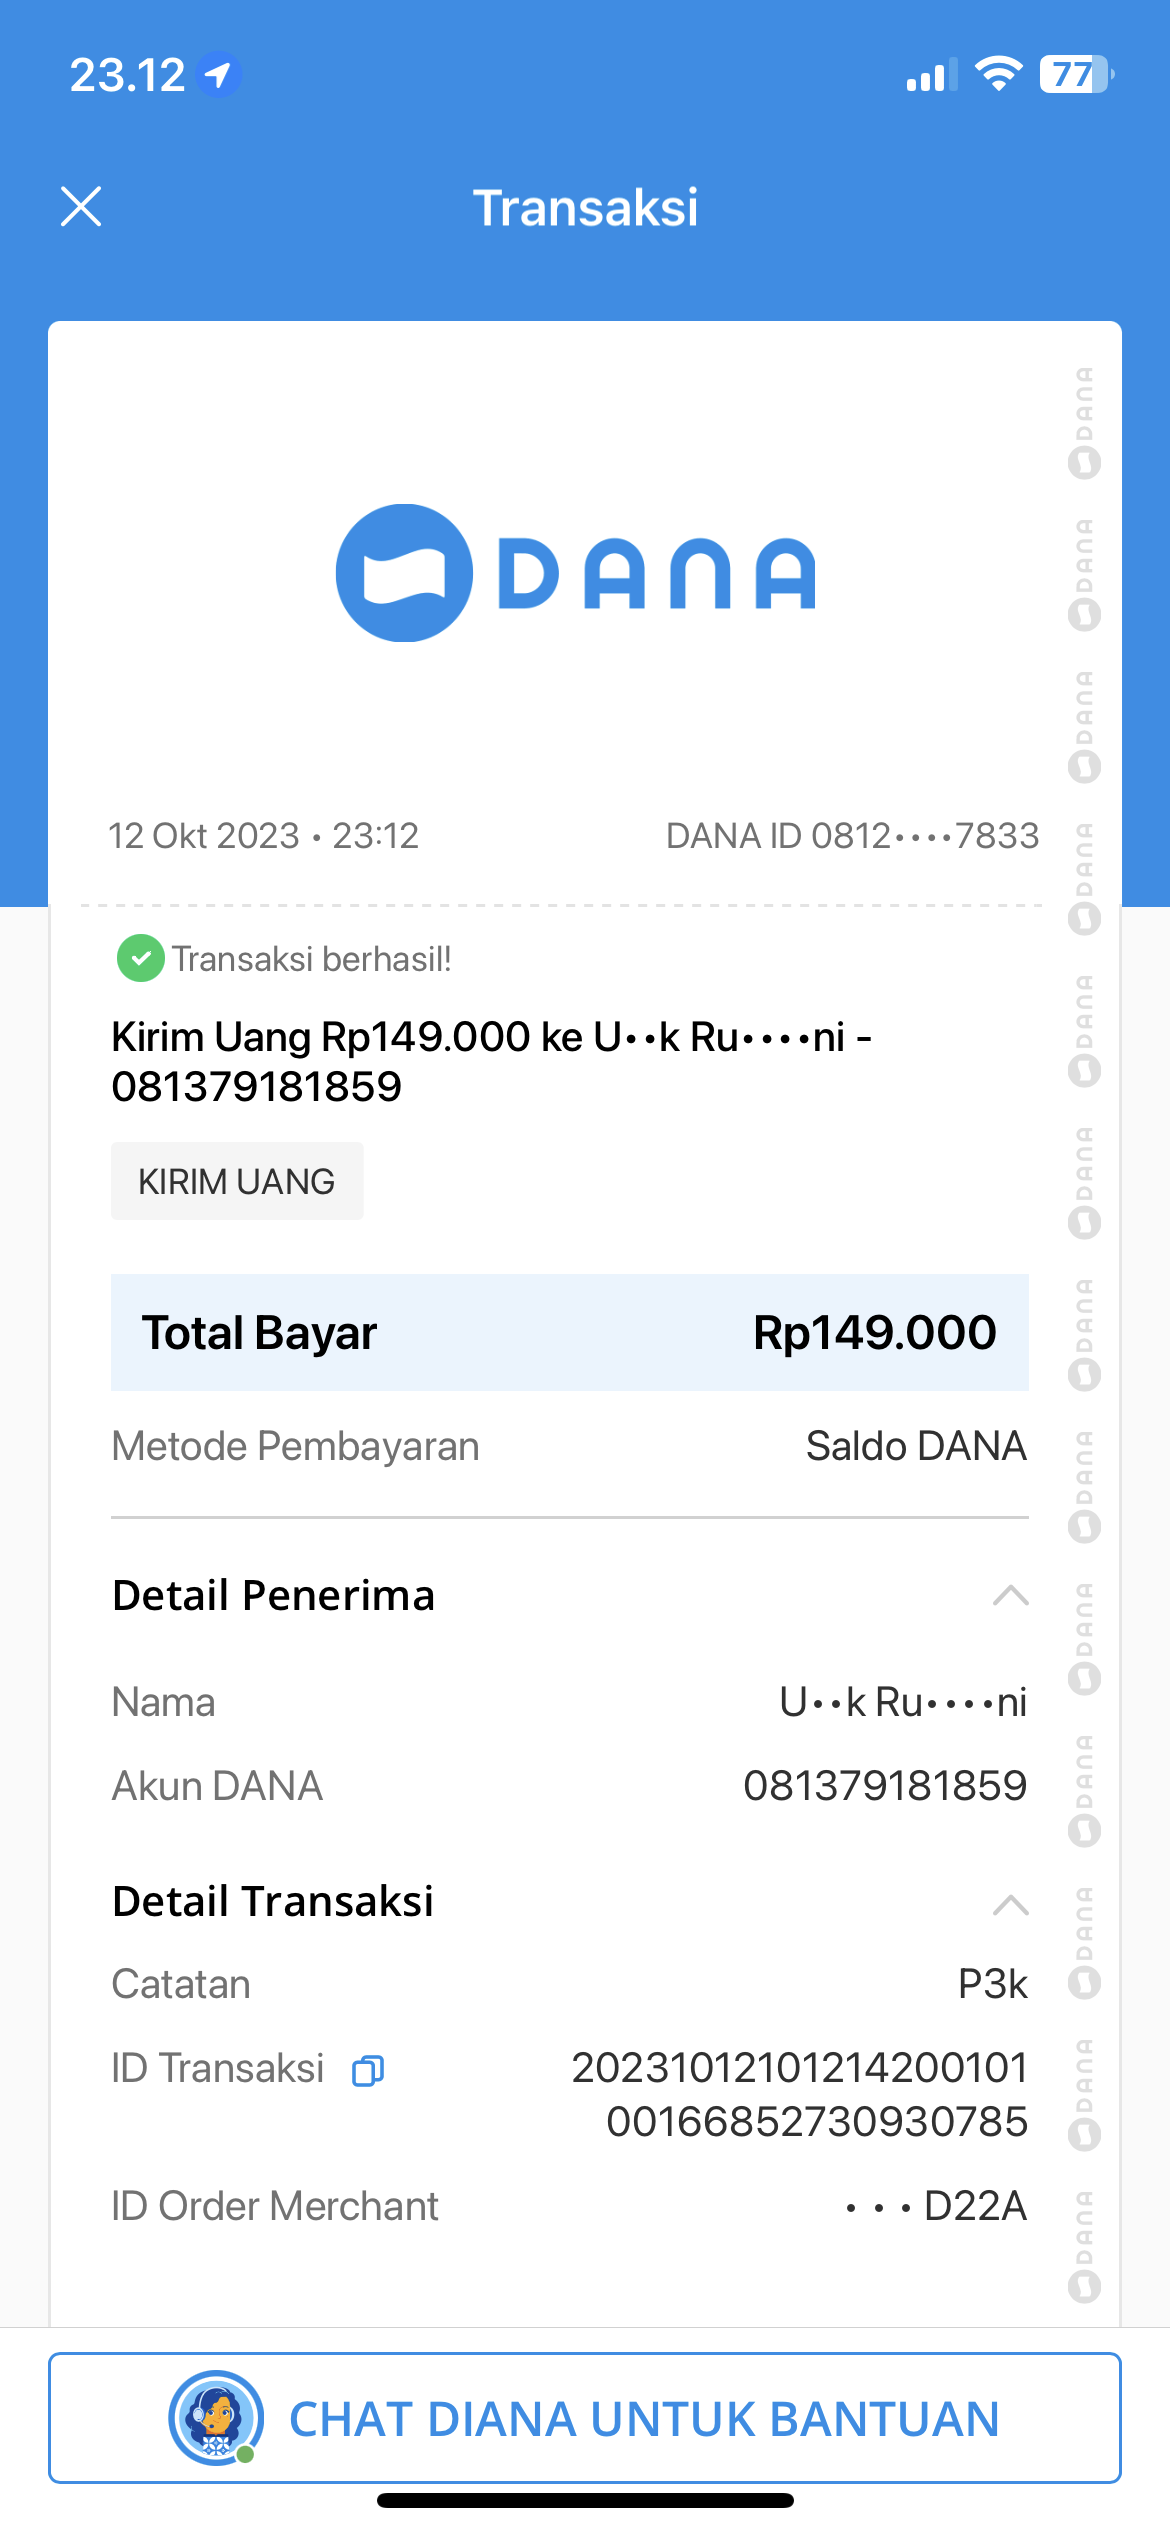 23.12
77
Transaksi
DANA
12 Okt 2023 • 23:12
DANA ID 0812••••7833
Transaksi berhasil!
Kirim Uang Rp149.000 ke U••k Ru••••ni -
081379181859
KIRIM UANG
Total Bayar
Rp149.000
Metode Pembayaran
Saldo DANA
Detail Penerima
Nama
U••k Ru••••ni
Akun DANA
081379181859
Detail Transaksi
Catatan
P3k
ID Transaksi
20231012101214200101
00166852730930785
ID Order Merchant
• • • D22A
DANA
DANA
DANA
DANA
DANA
DANA
DANA
DANA
DANA
DANA
DANA
DANA
DANA
CHAT DIANA UNTUK BANTUAN